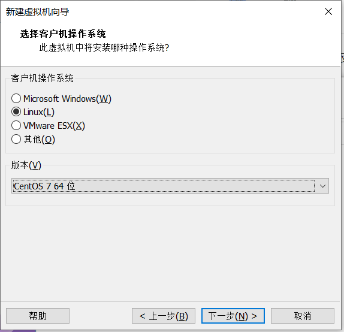 新建虚拟机向导
选择客户机操作系统
此虚拟机中将安装哪种操作系统?
客户机操作系统
Microsoft Windows(W)
Linux(L)
VMware ESX(X)
其他(O)
版本(V)
CentOS 7 64 位
帮助
< 上一步(B)
下一步(N) >
取消